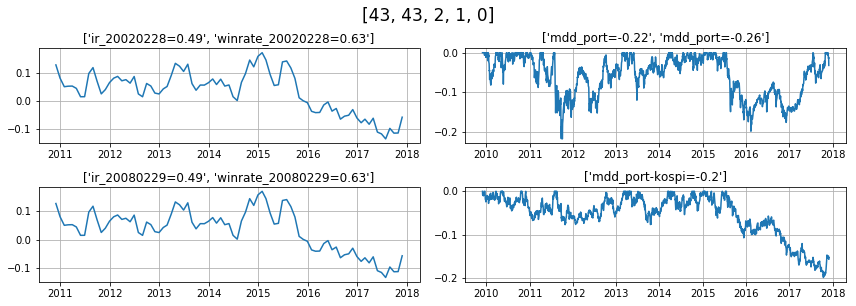 [43, 43, 2, 1, 0]
['ir_20020228=0.49', 'winrate_20020228=0.63']
0.1
0.0
−0.1
2011 2012 2013 2014 2015 2016 2017 2018
['mdd_port=-0.22', 'mdd_port=-0.26']
0.0
−0.1
−0.2
2010 2011 2012 2013 2014 2015 2016 2017 2018
['ir_20080229=0.49', 'winrate_20080229=0.63']
0.1
0.0
−0.1
2011 2012 2013 2014 2015 2016 2017 2018
['mdd_port-kospi=-0.2']
0.0
−0.1
−0.2
2010 2011 2012 2013 2014 2015 2016 2017 2018